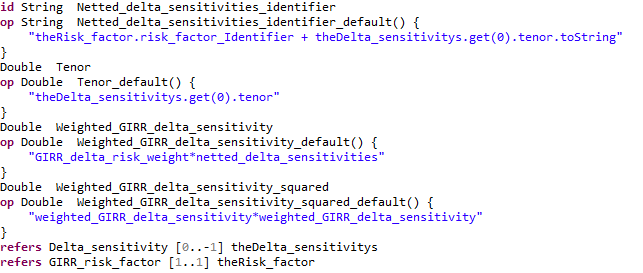 id String  Netted_delta_sensitivities_identifier
op String  Netted_delta_sensitivities_identifier_default() {
    "theRisk_factor.risk_factor_Identifier + theDelta_sensitivitys.get(0).tenor.toString"
}
Double  Tenor
op Double  Tenor_default() {
    "theDelta_sensitivitys.get(0).tenor"
}
Double  Weighted_GIRR_delta_sensitivity
op Double  Weighted_GIRR_delta_sensitivity_default() {
    "GIRR_delta_risk_weight*netted_delta_sensitivities"
}
Double  Weighted_GIRR_delta_sensitivity_squared
op Double  Weighted_GIRR_delta_sensitivity_squared_default() {
    "weighted_GIRR_delta_sensitivity*weighted_GIRR_delta_sensitivity"
}
refers Delta_sensitivity [0..-1] theDelta_sensitivitys
refers GIRR_risk_factor [1..1] theRisk_factor